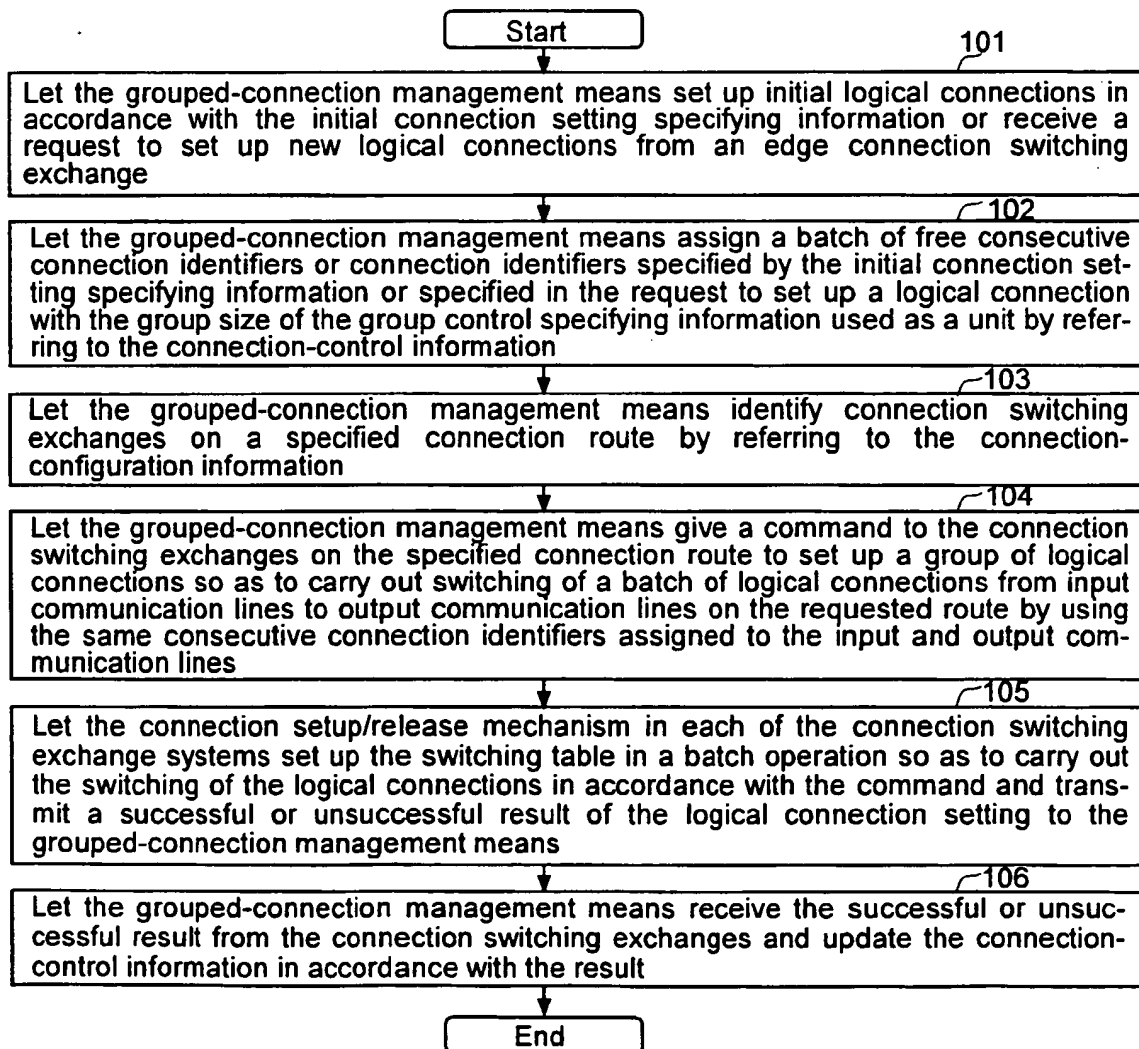 Start
101
Let the grouped-connection management means set up initial logical connections in
accordance with the initial connection setting specifying information or receive a
request to set up new logical connections from an edge connection switching
exchange
102
Let the grouped-connection management means assign a batch of free consecutive
connection identifiers or connection identifiers specified by the initial connection set-
ting specifying information or specified in the request to set up a logical connection
with the group size of the group control specifying information used as a unit by refer-
ring to the connection-control information
103
Let the grouped-connection management means identify connection switching
exchanges on a specified connection route by referring to the connection-
configuration information
104
Let the grouped-connection management means give a command to the connection
switching exchanges on the specified connection route to set up a group of logical
connections so as to carry out switching of a batch of logical connections from input
communication lines to output communication lines on the requested route by using
the same consecutive connection identifiers assigned to the input and output com-
munication lines
105
Let the connection setup/release mechanism in each of the connection switching
exchange systems set up the switching table in a batch operation so as to carry out
the switching of the logical connections in accordance with the command and trans-
mit a successful or unsuccessful result of the logical connection setting to the
grouped-connection management means
106
Let the grouped-connection management means receive the successful or unsuc-
cessful result from the connection switching exchanges and update the connection-
control information in accordance with the result
End